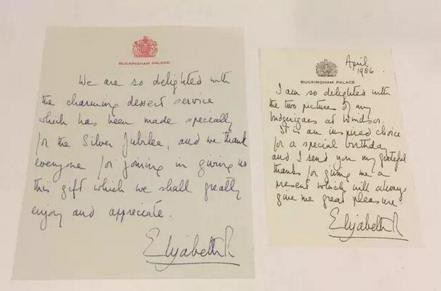 BUCKINGHAM PALACE
We are so delighted with
the charming dessert service
which has been made specially
for the Silver Jubilee, and we thank
everyone for joining in giving us
this gift which we shall greatly
enjoy and appreciate.
Elizabeth R
April
1986.
BUCKINGHAM PALACE
I am so delighted with
the two pictures of my
at Windsor.
It is an inspired choice
for a special birthday
and I send you my grateful
thanks for giving me a
present which will always
give me great pleasure
Elizabeth R